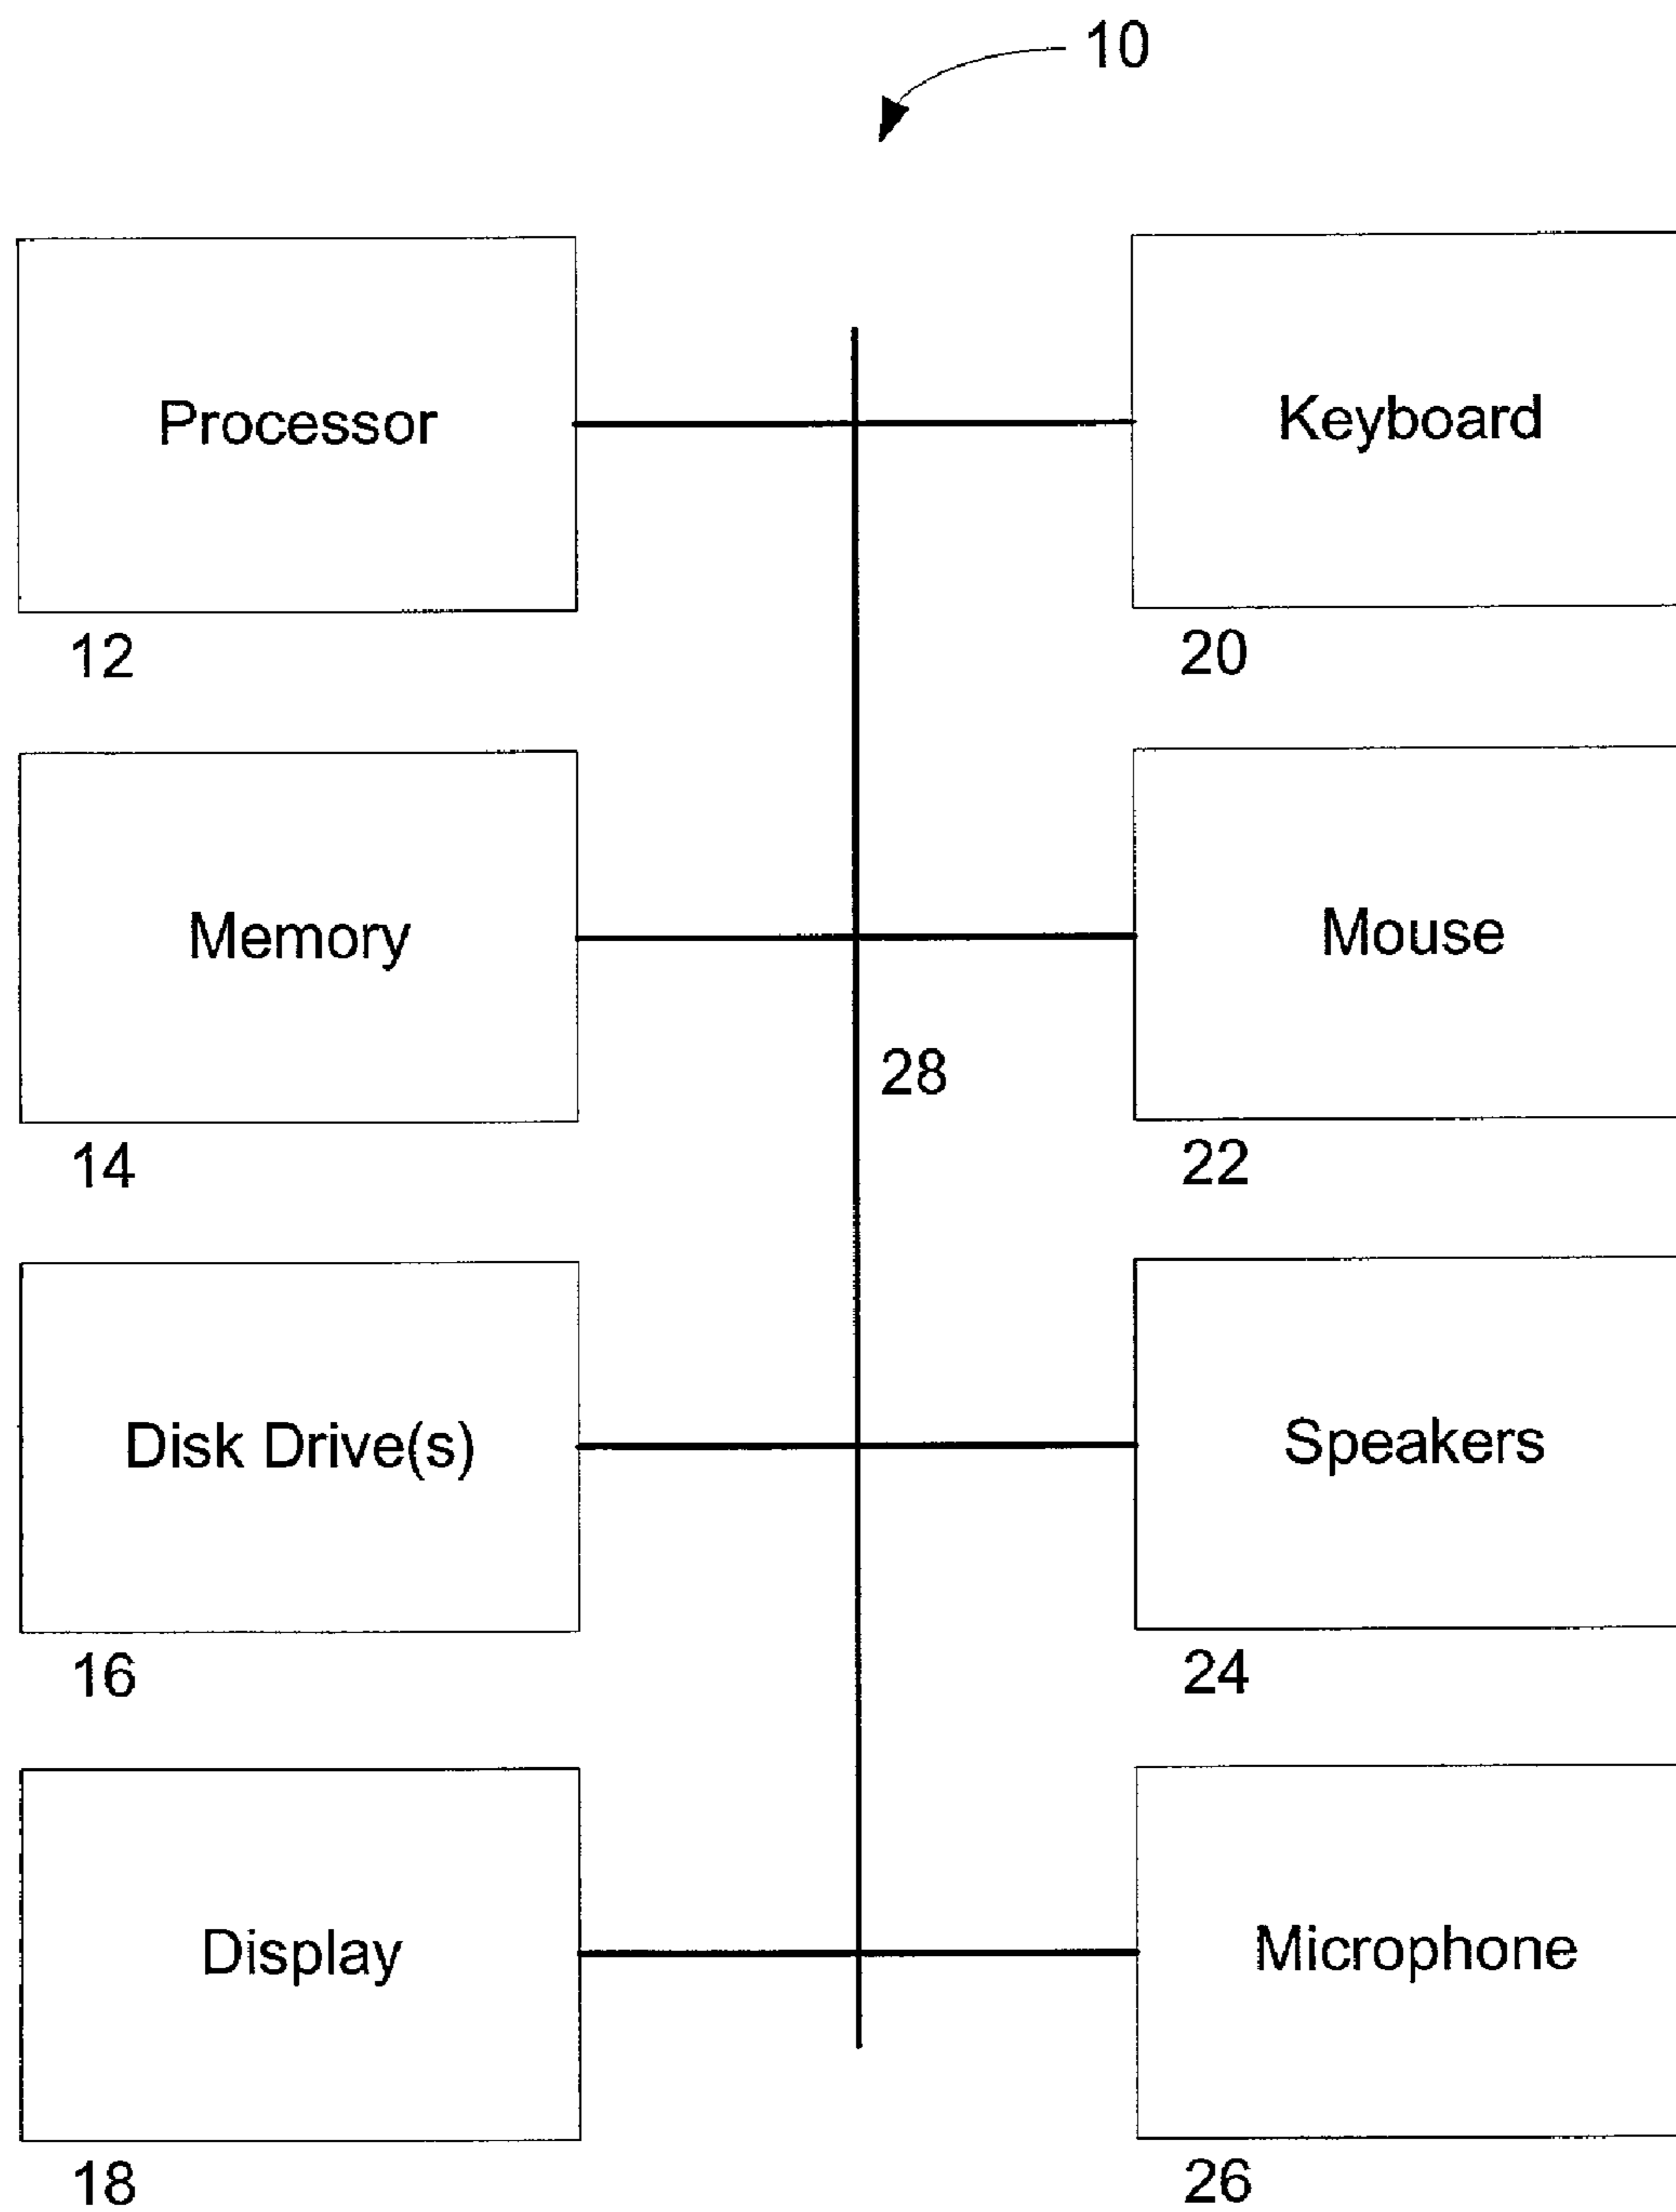 10
Processor
Keyboard
12
20
Memory
Mouse
28
14
22
Disk Drive(s)
Speakers
16
24
Display
Microphone
18
26